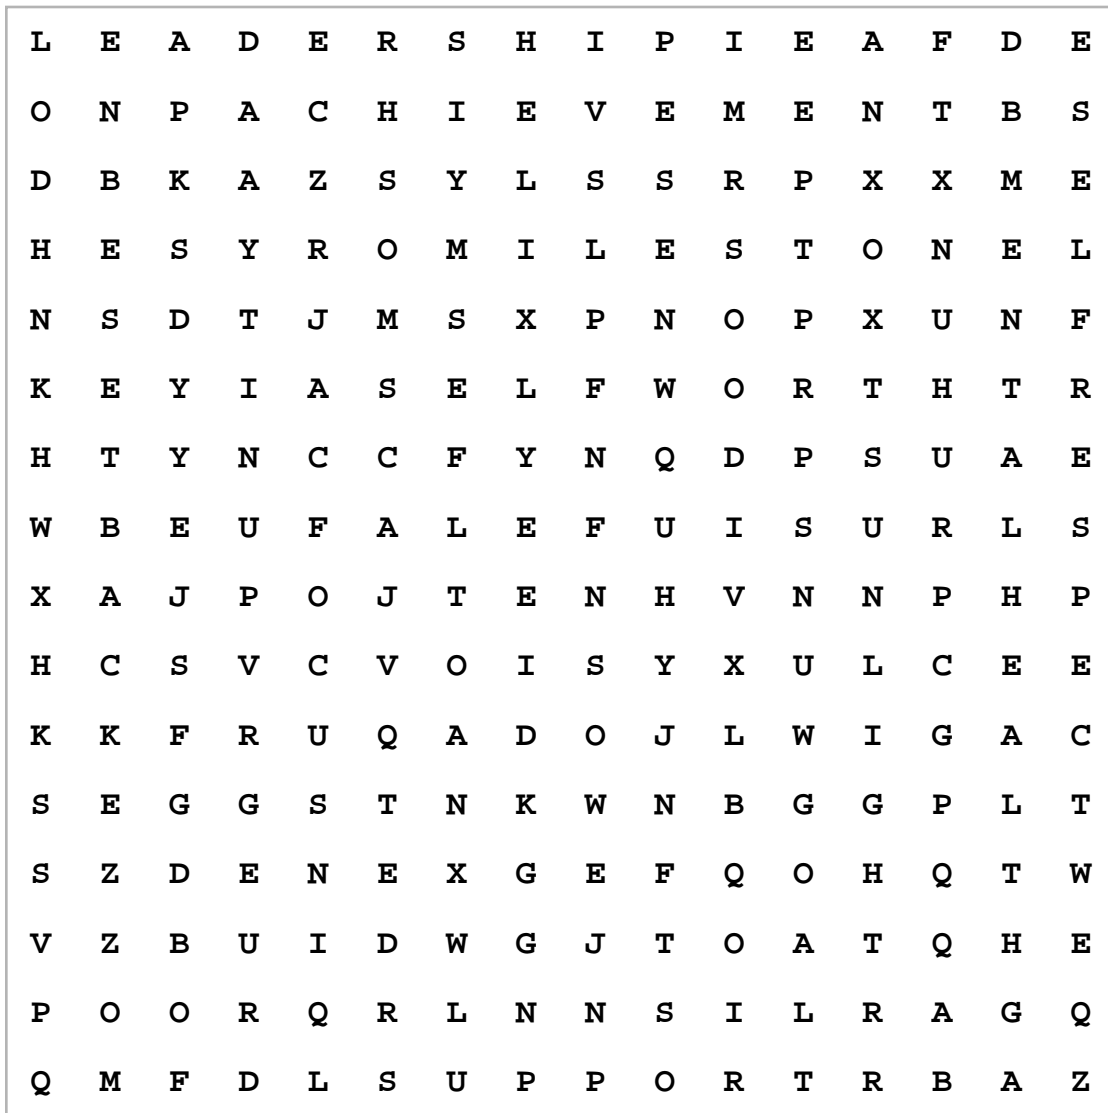 L E A D E R S H I P I E A F D E
O N P A C H I E V E M E N T B S
D B K A Z S Y L S S R P X X M E
H E S Y R O M I L E S T O N E L
N S D T J M S X P N O P X U N F
K E Y I A S E L F W O R T H T R
H T Y N C C F Y N Q D P S U A E
W B E U F A L E F U I S U R L S
X A J P O J T E N H V N N P H P
H C S V C V O I S Y X U L C E E
K K F R U Q A D O J L W I G A C
S E G G S T N K W N B G G P L T
S Z D E N E X G E F Q O H Q T W
V Z B U I D W G J T O A T Q H E
P O O R Q R L N N S I L R A G Q
Q M F D L S U P P O R T R B A Z